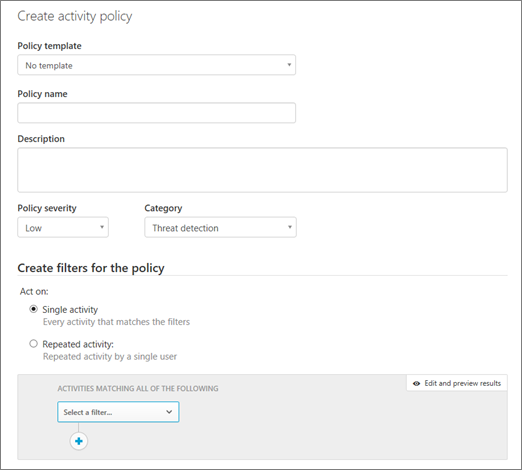 Create activity policy
Policy template
No template
Policy name
Description
Policy severity
Category
Low
Threat detection
Create filters for the policy
Act on:
Single activity
Every activity that matches the filters
Repeated activity:
Repeated activity by a single user
Edit and preview results
ACTIVITIES MATCHING ALL OF THE FOLLOWING
Select a filter...